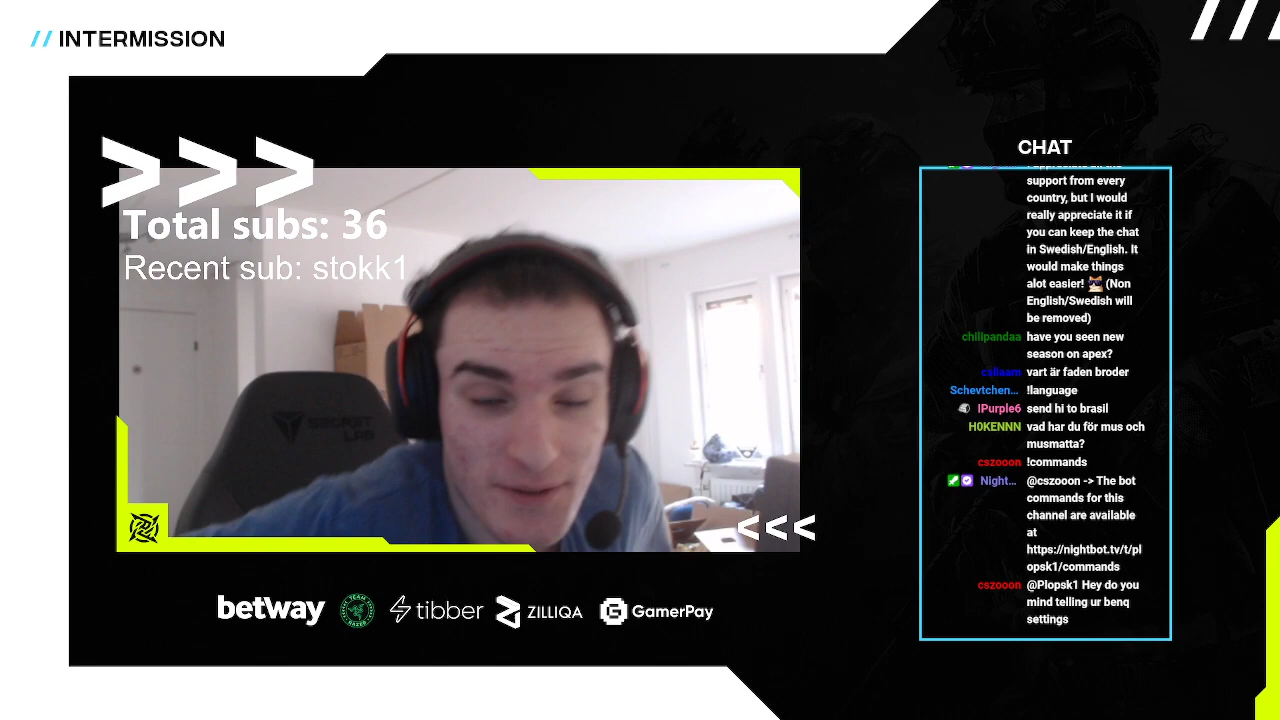 // INTERMISSION
>>>
Total subs: 36
Recent sub: stokk1
SECRET
LAB
<<<
betway
TEAM
RAZER
tibber
ZILLIQA
GamerPay
CHAT
support from every
country, but I would
really appreciate it if
you can keep the chat
in Swedish/English. It
would make things
alot easier! (Non
English/Swedish will
be removed)
chilipandaa have you seen new
season on apex?
vart är faden broder
Schevtchen... !language
IPurple6 send hi to brasil
H0KENNN vad har du för mus och
musmatta?
cszooon !commands
Night... @cszooon -> The bot
commands for this
channel are available
at
https://nightbot.tv/t/pl
opsk1/commands
cszooon @Plopsk1 Hey do you
mind telling ur benq
settings